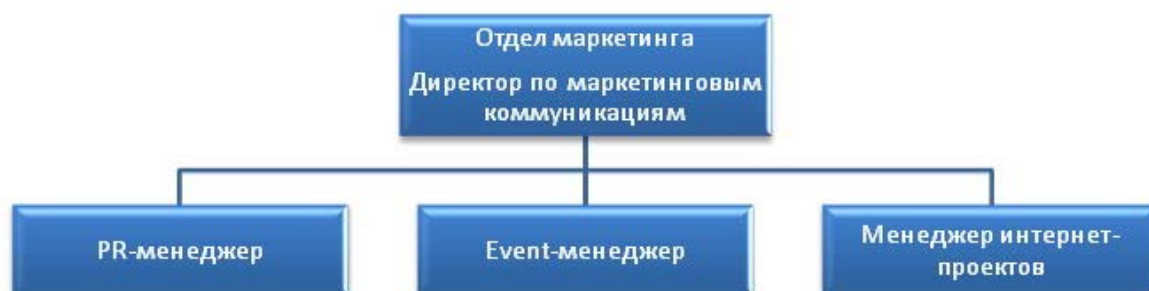 Отдел маркетинга
Директор по маркетинговым
коммуникациям
PR-менеджер
Event-менеджер
Менеджер интернет-
проектов